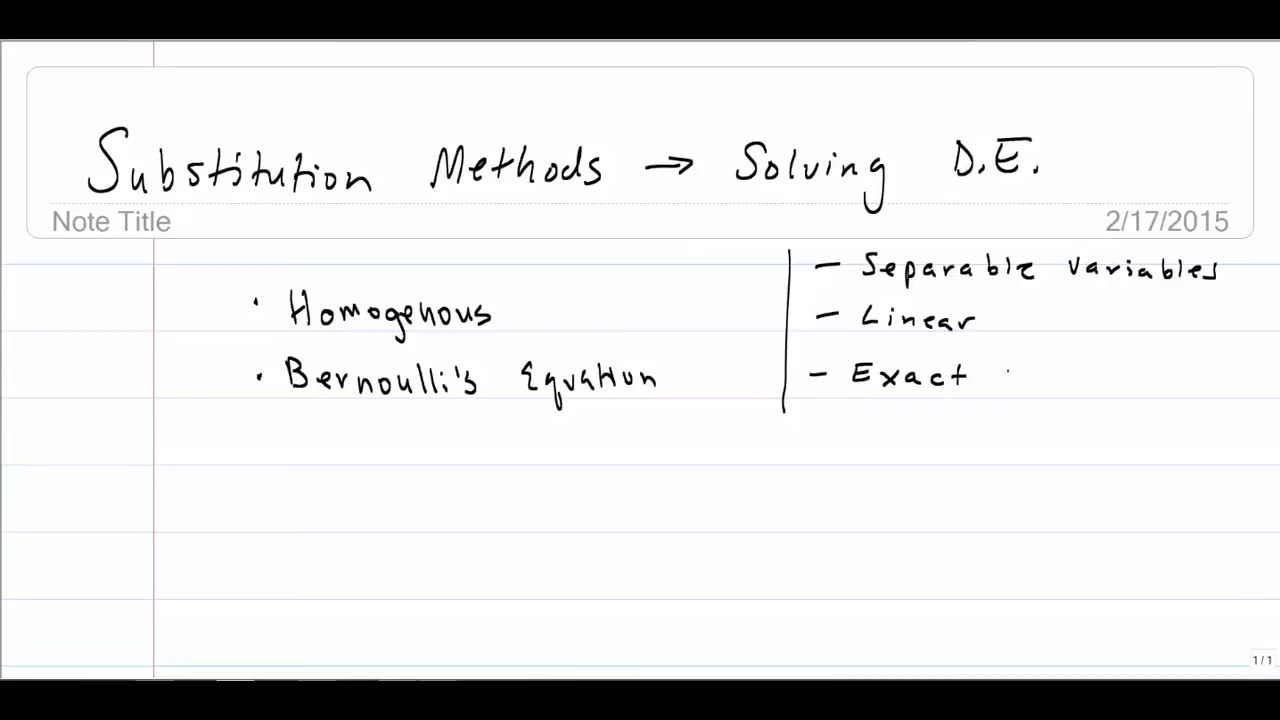 Substitution Methods → Solving D.E.
Note Title
2/17/2015
· Homogenous
· Bernoulli's Equation
— Separable Variables
— Linear
— Exact
1/1